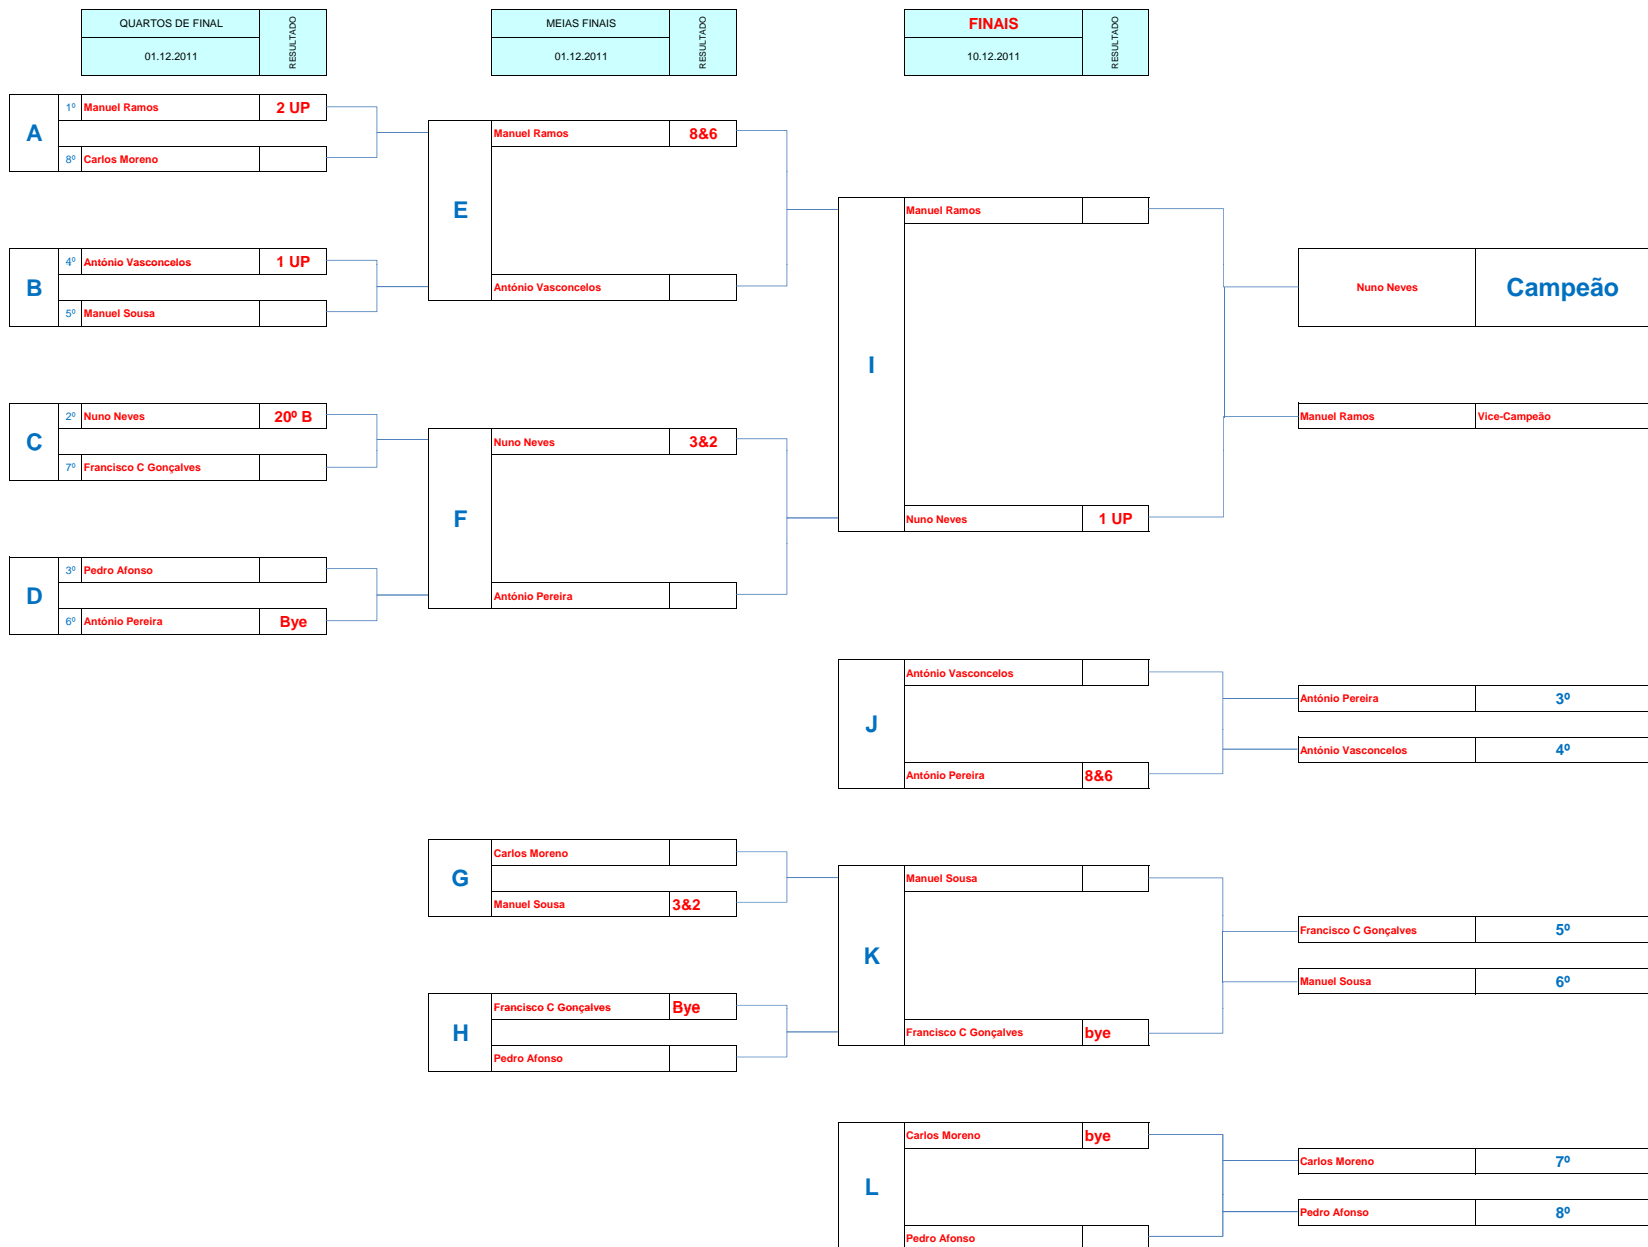 QUARTOS DE FINAL
RESULTADO
01.12.2011
MEIAS FINAIS
RESULTADO
01.12.2011
FINAIS
RESULTADO
10.12.2011
A
1º Manuel Ramos 2 UP
8º Carlos Moreno
B
4º António Vasconcelos 1 UP
5º Manuel Sousa
C
2º Nuno Neves 20º B
7º Francisco C Gonçalves
D
3º Pedro Afonso
6º António Pereira Bye
E
Manuel Ramos 8&6
António Vasconcelos
F
Nuno Neves 3&2
António Pereira
G
Carlos Moreno
Manuel Sousa 3&2
H
Francisco C Gonçalves Bye
Pedro Afonso
I
Manuel Ramos
Nuno Neves 1 UP
J
António Vasconcelos
António Pereira 8&6
K
Manuel Sousa
Francisco C Gonçalves bye
L
Carlos Moreno bye
Pedro Afonso
Nuno Neves Campeão
Manuel Ramos Vice-Campeão
António Pereira 3º
António Vasconcelos 4º
Francisco C Gonçalves 5º
Manuel Sousa 6º
Carlos Moreno 7º
Pedro Afonso 8º